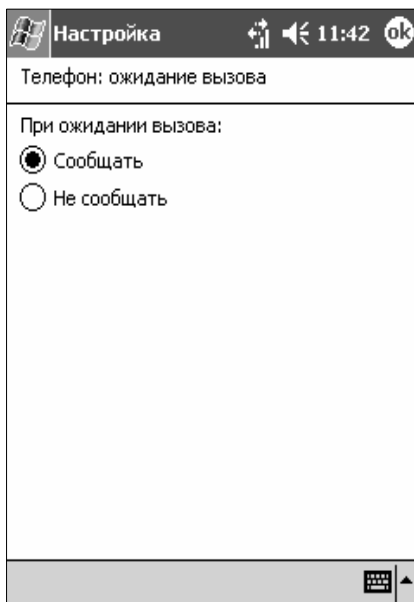 Настройка 11:42 ok
Телефон: ожидание вызова
При ожидании вызова:
Сообщать
Не сообщать